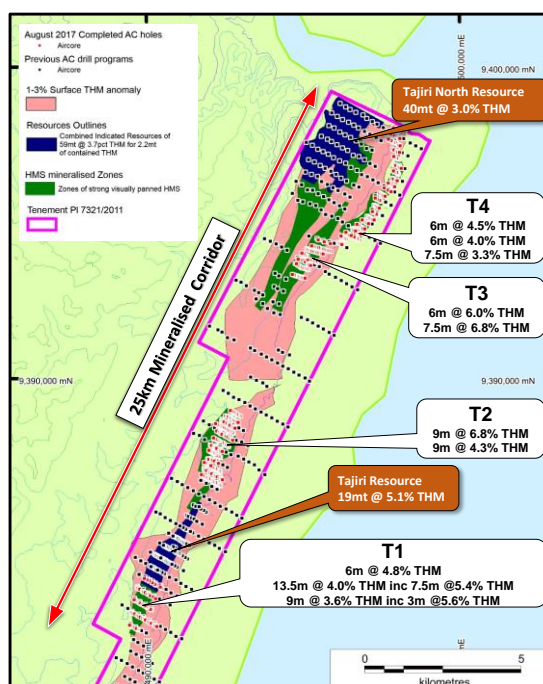 August 2017 Completed AC holes
Aircore
Previous AC drill programs
Aircore
1-3% Surface THM anomaly
Resources Outlines
Combined Indicated Resources of
59mt @ 3.7pct THM for 2.2mt
of contained THM
HMS mineralised Zones
Zones of strong visually panned HMS
Tenement Pl 7321/2011
500,000 mE
9,400,000 mN
Tajiri North Resource
40mt @ 3.0% THM
T4
6m @ 4.5% THM
6m @ 4.0% THM
7.5m @ 3.3% THM
T3
6m @ 6.0% THM
7.5m @ 6.8% THM
25km Mineralised Corridor
9,390,000 mN
9,390,000 mN
T2
9m @ 6.8% THM
9m @ 4.3% THM
Tajiri Resource
19mt @ 5.1% THM
T1
6m @ 4.8% THM
13.5m @ 4.0% THM inc 7.5m @5.4% THM
9m @ 3.6% THM inc 3m @5.6% THM
490,000 mE
0
5
kilometres